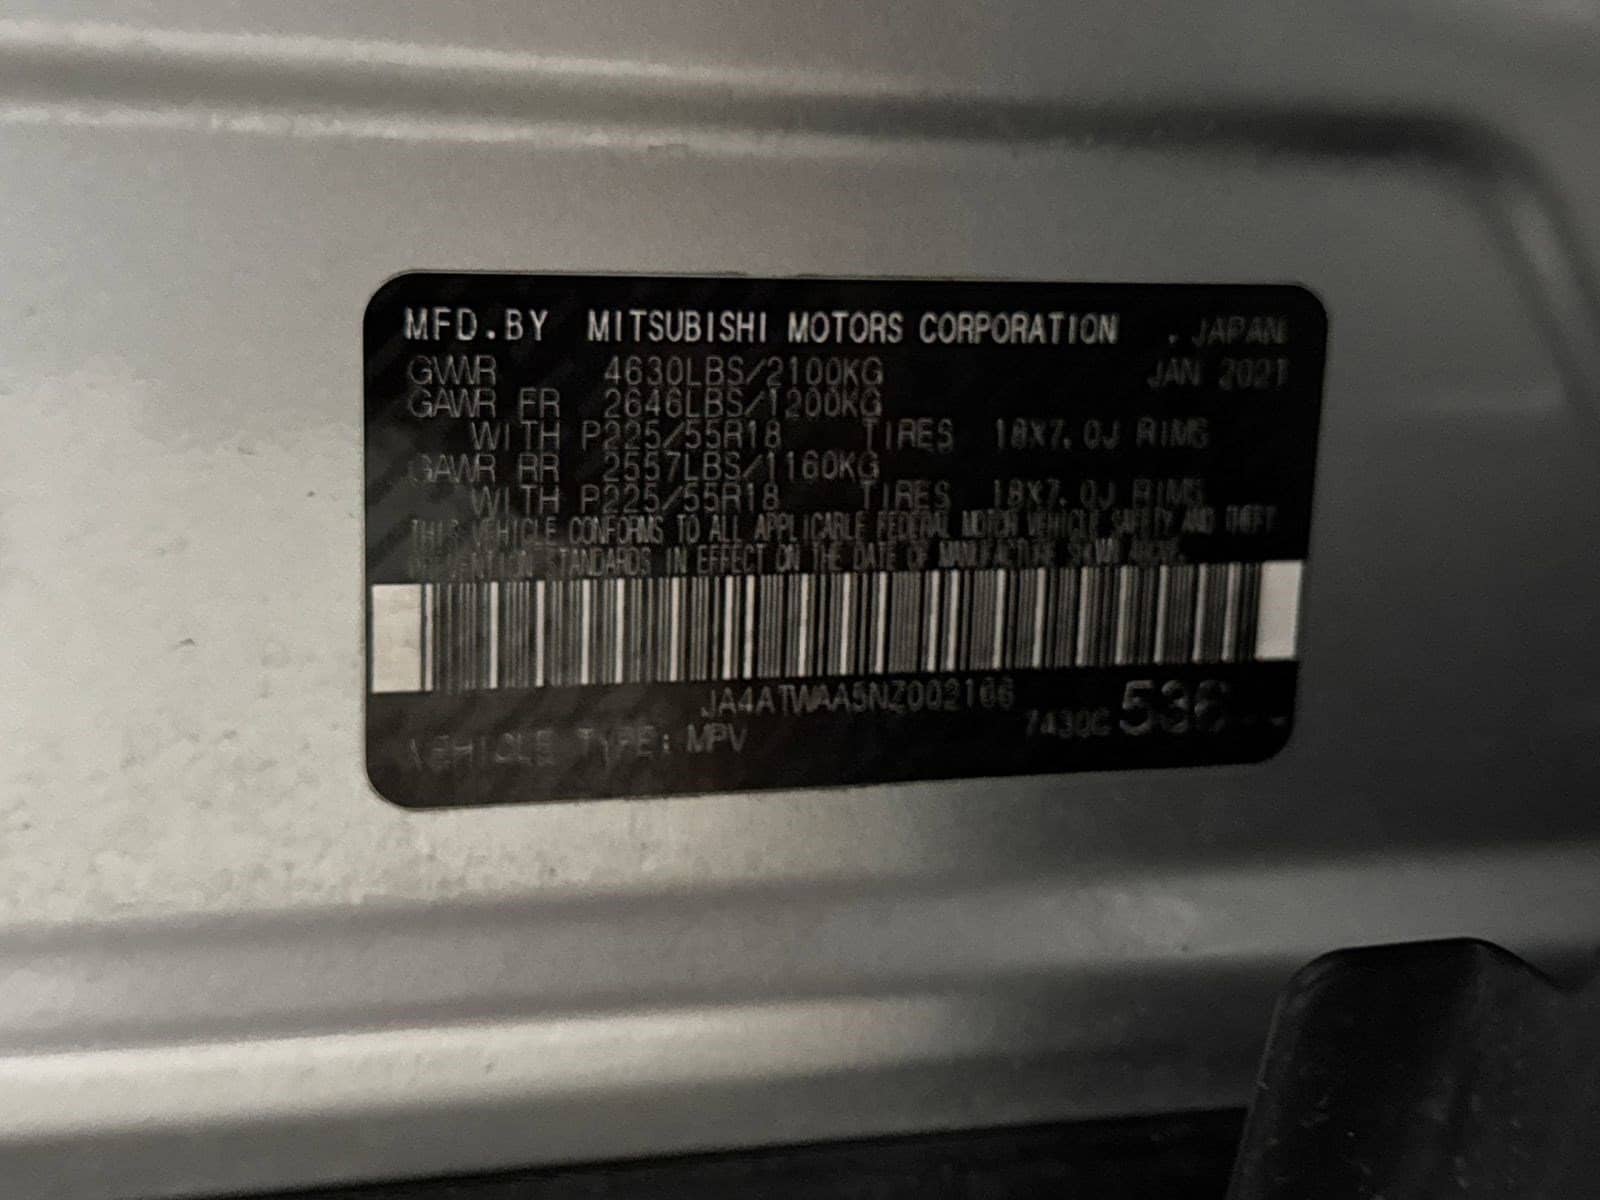 MFD.BY MITSUBISHI MOTORS CORPORATION . JAPAN
GVWR 4630LBS/2100KG JAN 2021
GAWR FR 2646LBS/1200KG
WITH P225/55R18 TIRES 18X7.0J RIMS
GAWR RR 2557LBS/1160KG
WITH P225/55R18 TIRES 18X7.0J RIMS
THIS VEHICLE CONFORMS TO ALL APPLICABLE FEDERAL MOTOR VEHICLE SAFETY AND THEFT
PREVENTION STANDARDS IN EFFECT ON THE DATE OF MANUFACTURE SHOWN ABOVE.
JA4ATWAA5NZ002166
7430C 536
VEHICLE TYPE: MPV